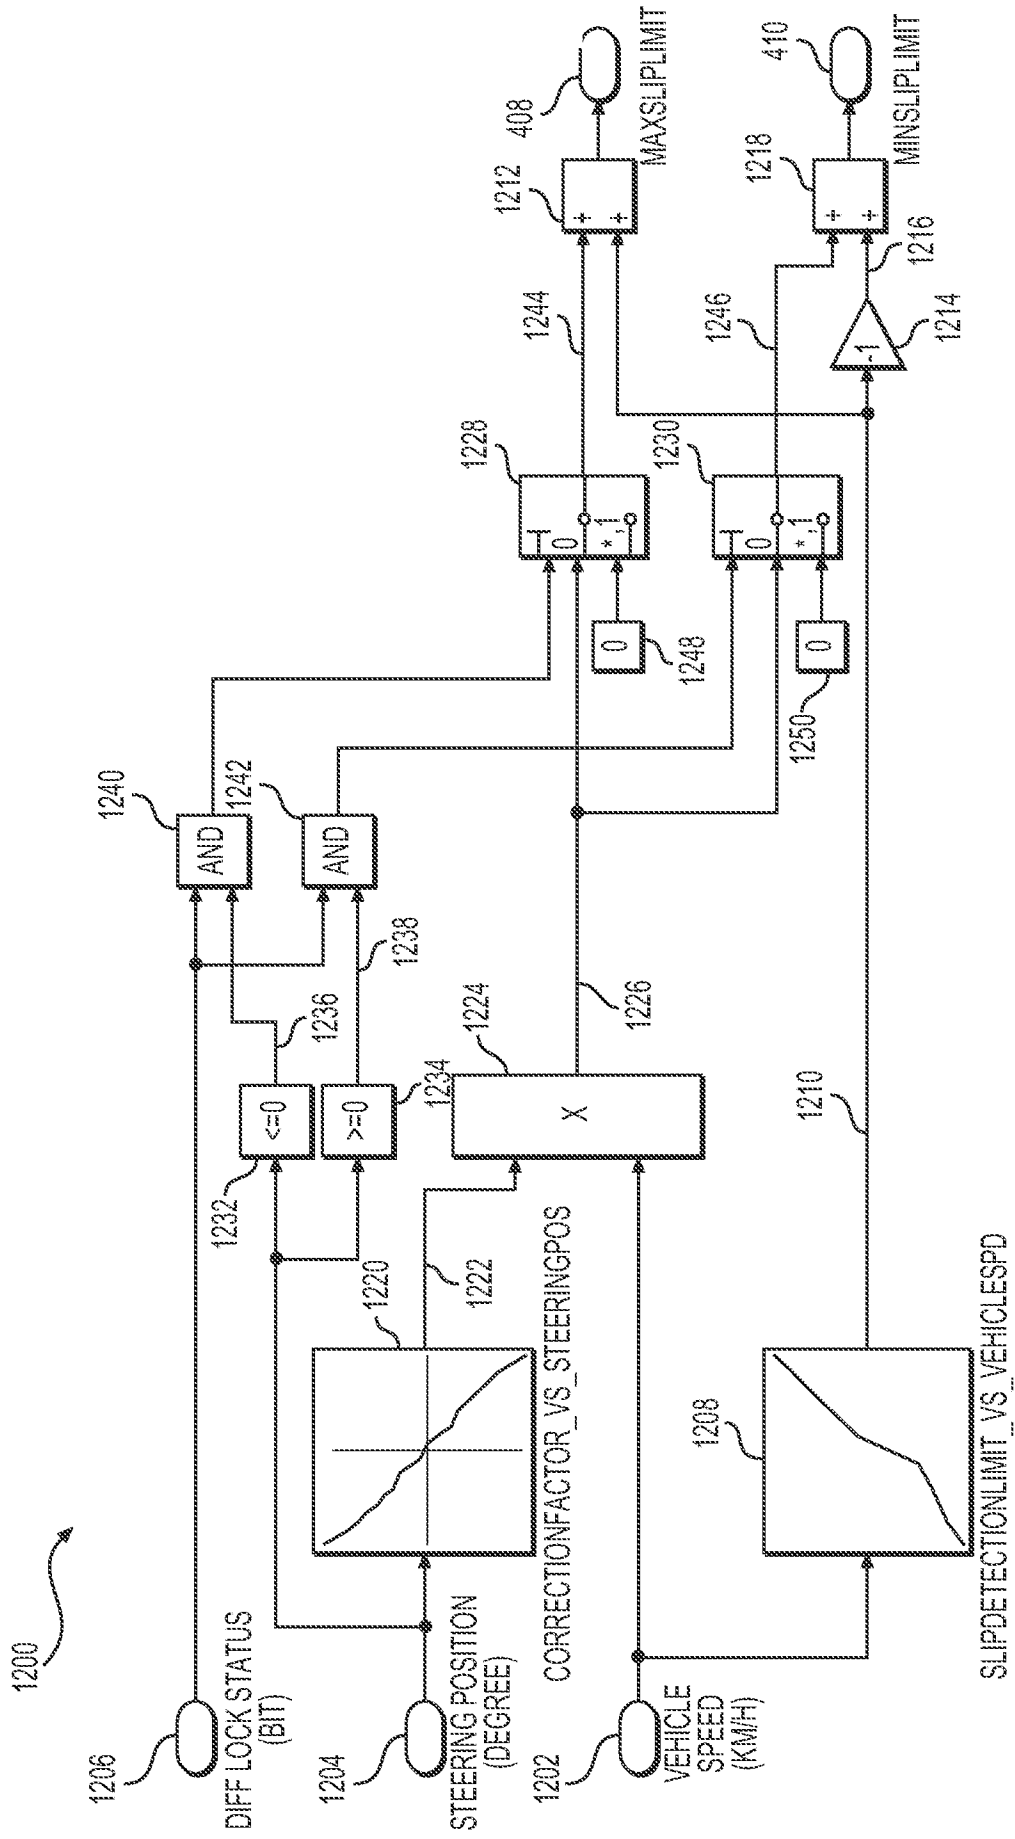 1200
1206
DIFF LOCK STATUS
(BIT)
1204
STEERING POSITION
(DEGREE)
1202
VEHICLE
SPEED
(KM/H)
1220
CORRECTIONFACTOR_VS_STEERINGPOS
1222
1208
SLIPDETECTIONLIMIT_VS_VEHICLESPD
1210
1232
<=0
1236
>=0
1234
1238
1224
X
1226
1240
AND
1242
AND
1228
T
0
*,1
0
1248
1230
T
0
*,1
0
1250
1244
1246
-1
1214
1216
1212
+
+
408
MAXSLIPLIMIT
1218
+
+
410
MINSLIPLIMIT